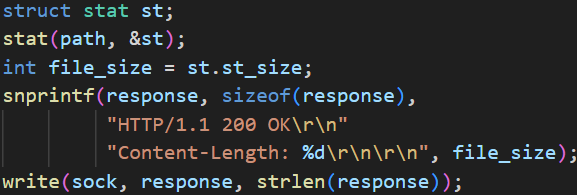 struct stat st;
stat(path, &st);
int file_size = st.st_size;
snprintf(response, sizeof(response),
"HTTP/1.1 200 OK\r\n"
"Content-Length: %d\r\n\r\n", file_size);
write(sock, response, strlen(response));